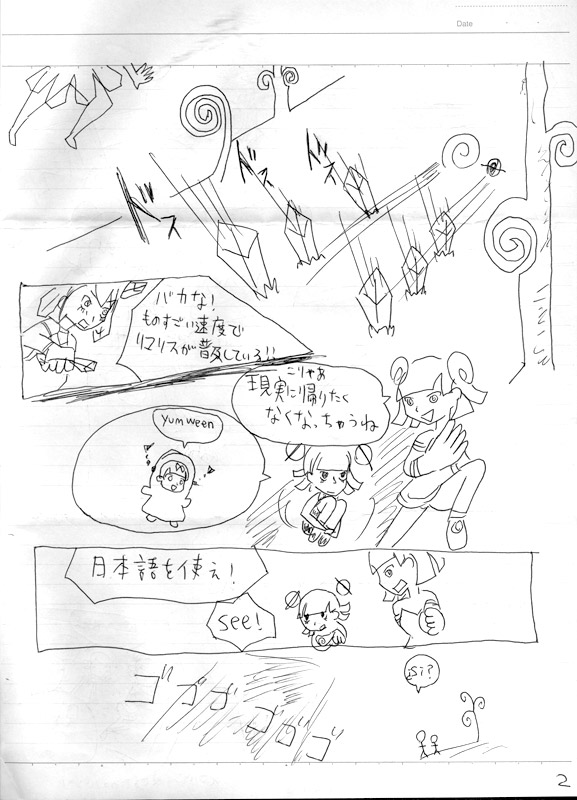 Date
ドス
ドス
ドス
バカな!
ものすごい速度で
リマリスが普及している!!
こりゃあ
現実に帰りたく
なくなっちゃうね
yum ween
日本語を使え!
see!
¿Si?
ゴゴゴ
ゴゴゴ
2